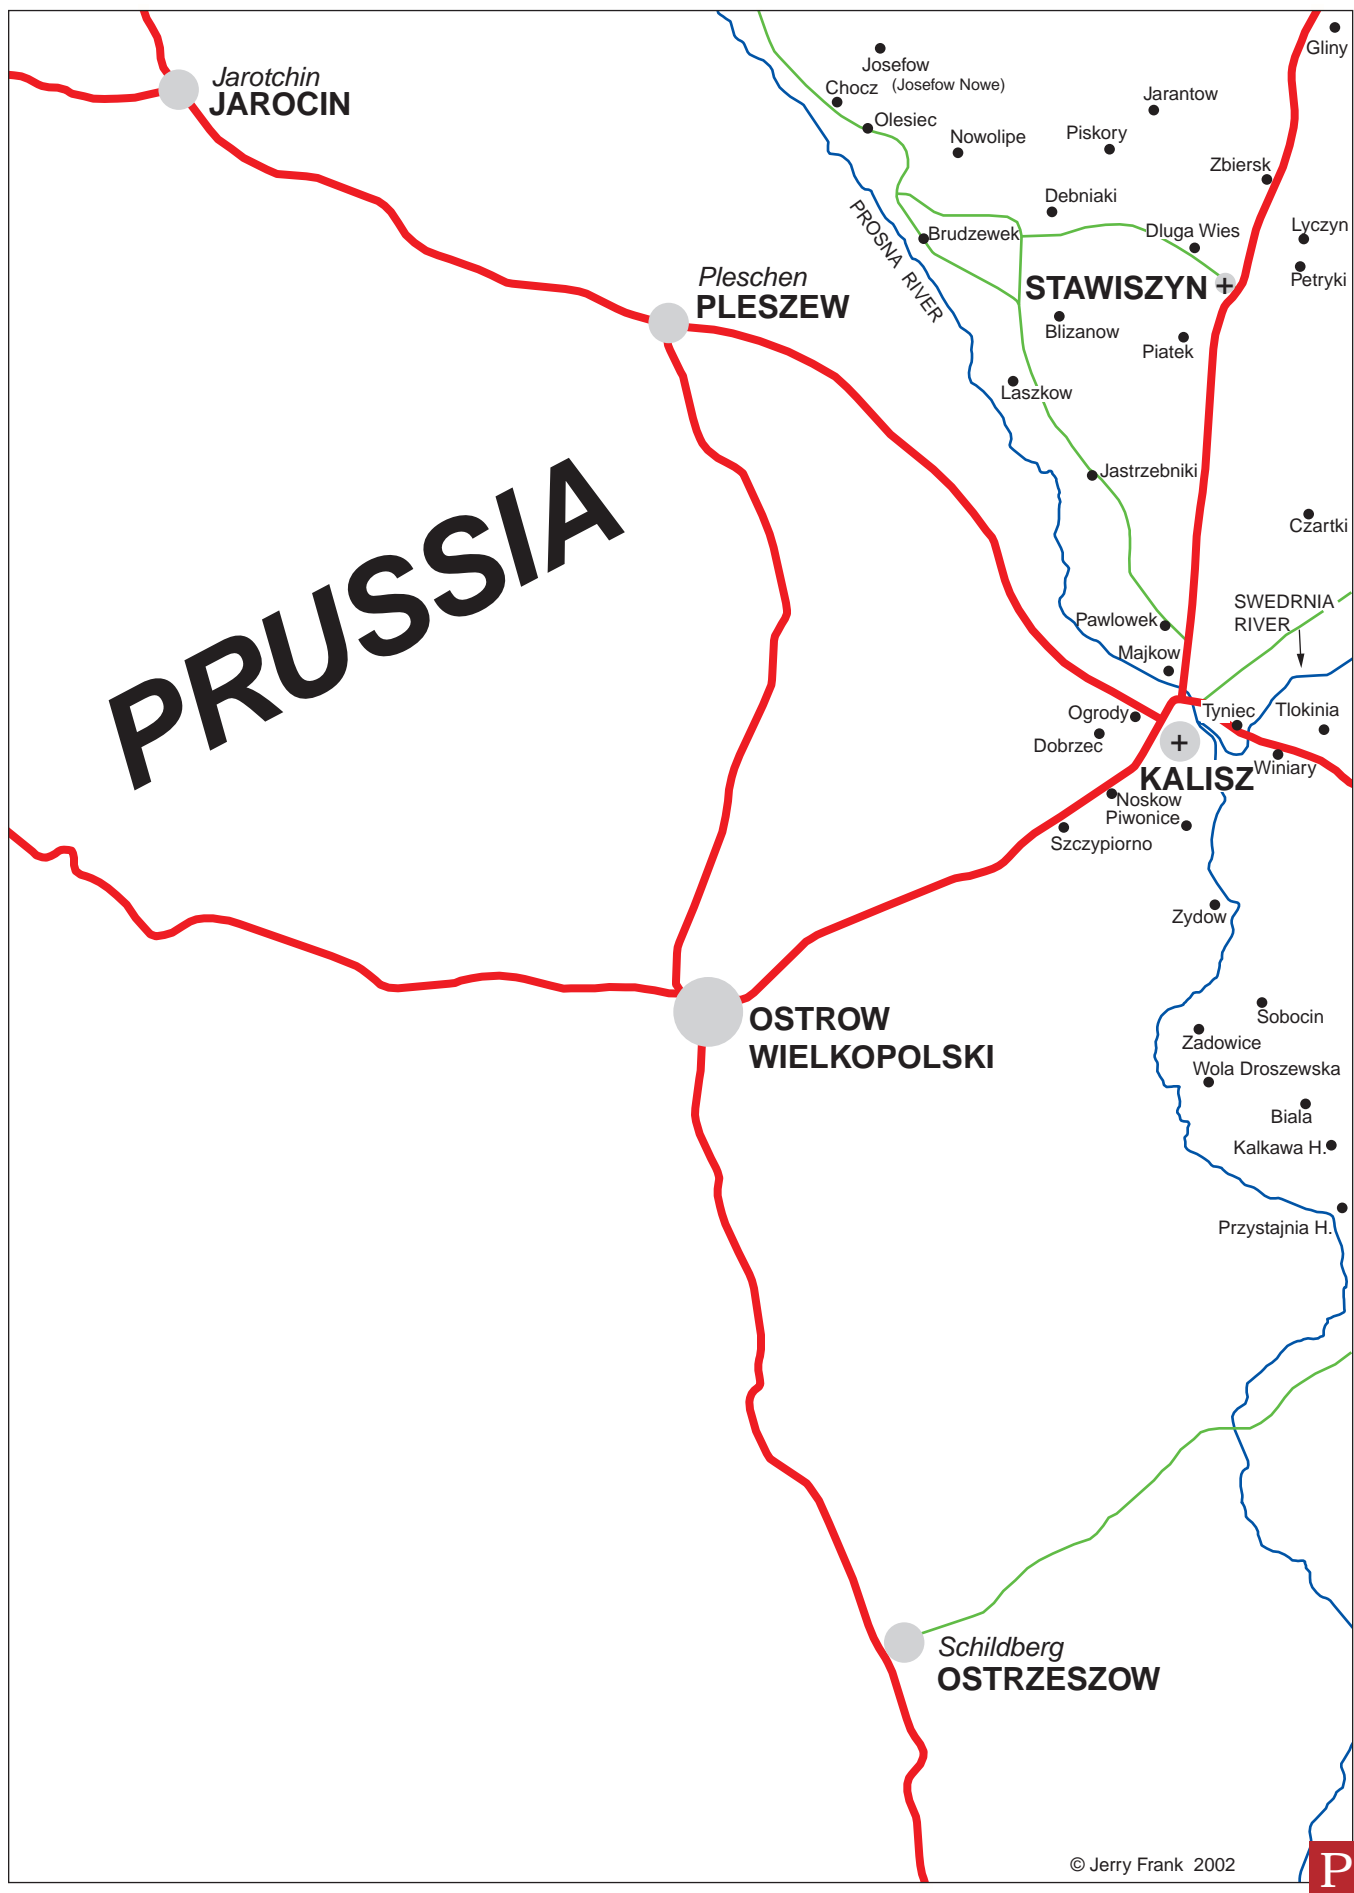 Gliny
Jarotchin
JAROCIN
Josefow
(Josefow Nowe)
Chocz
Jarantow
Olesiec
Nowolipe
Piskory
Zbiersk
Debniaki
PROSNA RIVER
Brudzewek
Dluga Wies
Lyczyn
Petryki
STAWISZYN
Pleschen
PLESZEW
Blizanow
Piatek
Laszkow
Jastrzebniki
Czartki
PRUSSIA
SWEDRNIA
RIVER
Pawlowek
Majkow
Ogrody
Tyniec
Tlokinia
Dobrzec
KALISZ
Winiary
Noskow
Piwonice
Szczypiorno
Zydow
OSTROW
WIELKOPOLSKI
Sobocin
Zadowice
Wola Droszewska
Biala
Kalkawa H.
Przystajnia H.
Schildberg
OSTRZESZOW
© Jerry Frank 2002
P